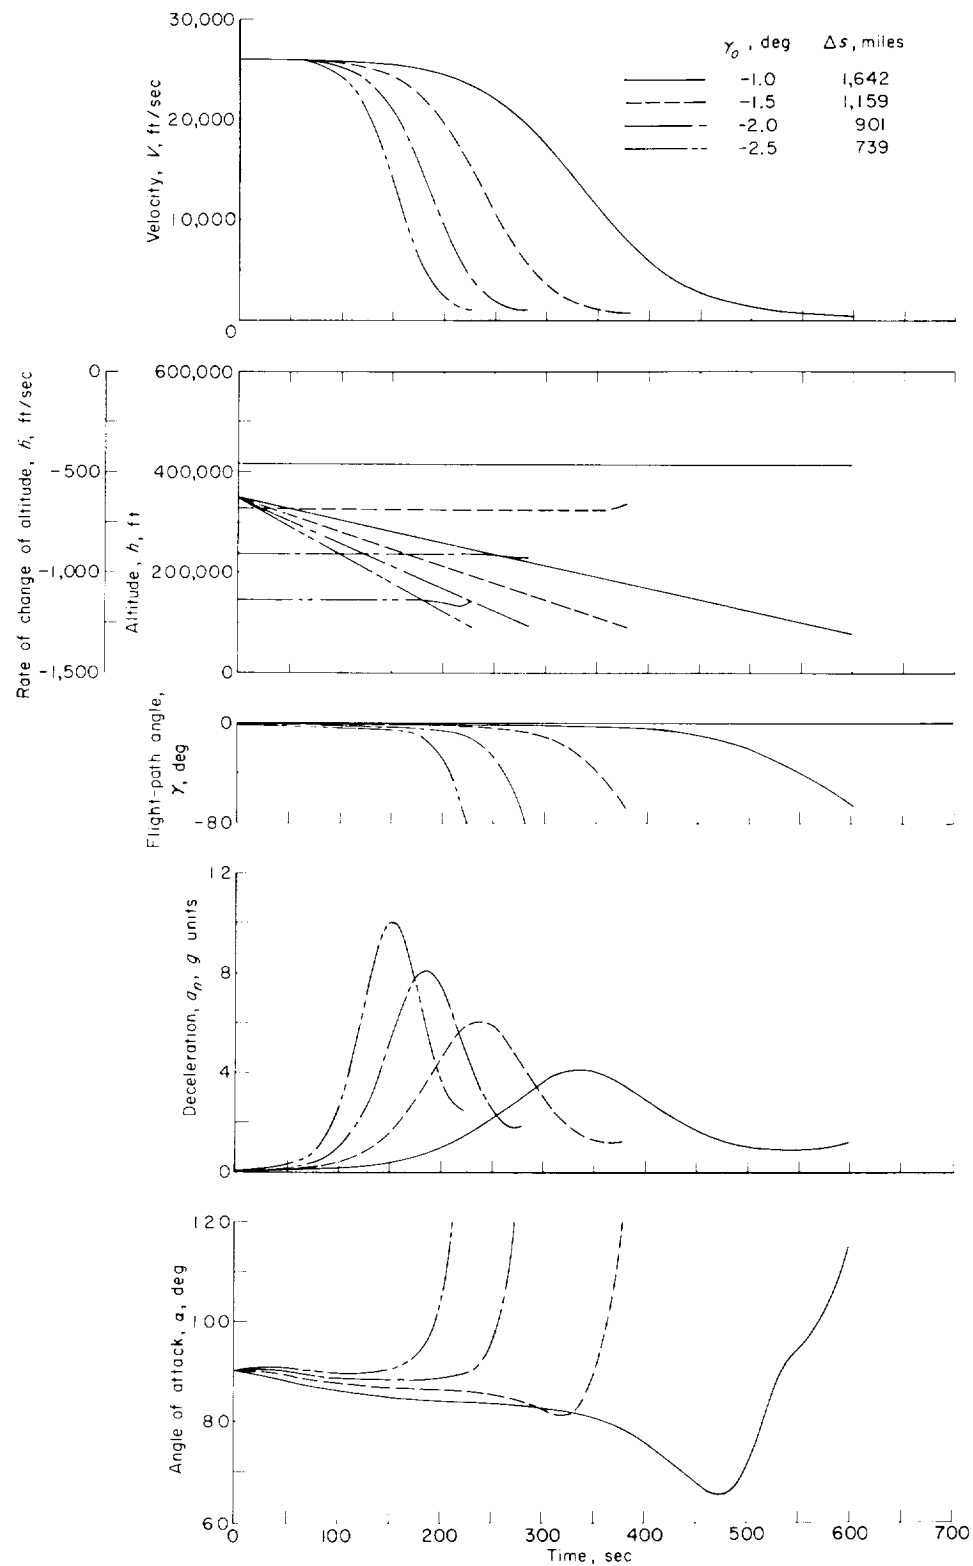 30,000
20,000
10,000
0
Velocity, V, ft/sec
γo, deg Δs, miles
-1.0 1,642
-1.5 1,159
-2.0 901
-2.5 739
0
-500
-1,000
-1,500
Rate of change of altitude, ḣ, ft/sec
600,000
400,000
200,000
0
Altitude, h, ft
0
-80
Flight-path angle,
γ, deg
12
8
4
0
Deceleration, an, g units
120
100
80
60
Angle of attack, α, deg
0 100 200 300 400 500 600 700
Time, sec